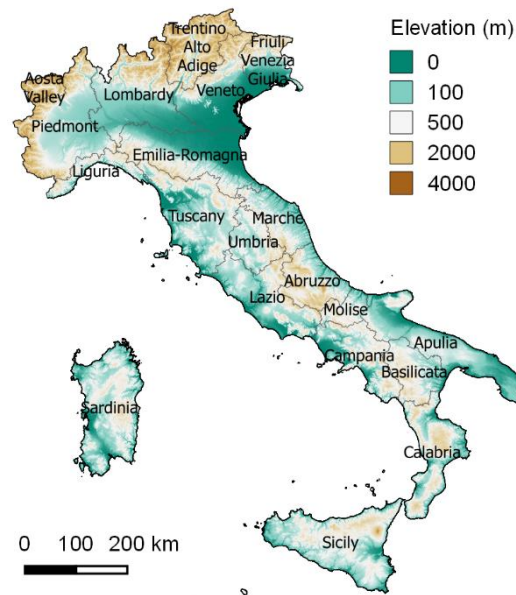 Elevation (m)
0
100
500
2000
4000
Trentino
Alto
Adige
Friuli
Venezia
Giulia
Aosta
Valley
Lombardy
Veneto
Piedmont
Emilia-Romagna
Liguria
Tuscany
Marche
Umbria
Abruzzo
Lazio
Molise
Apulia
Campania
Basilicata
Sardinia
Calabria
Sicily
0 100 200 km